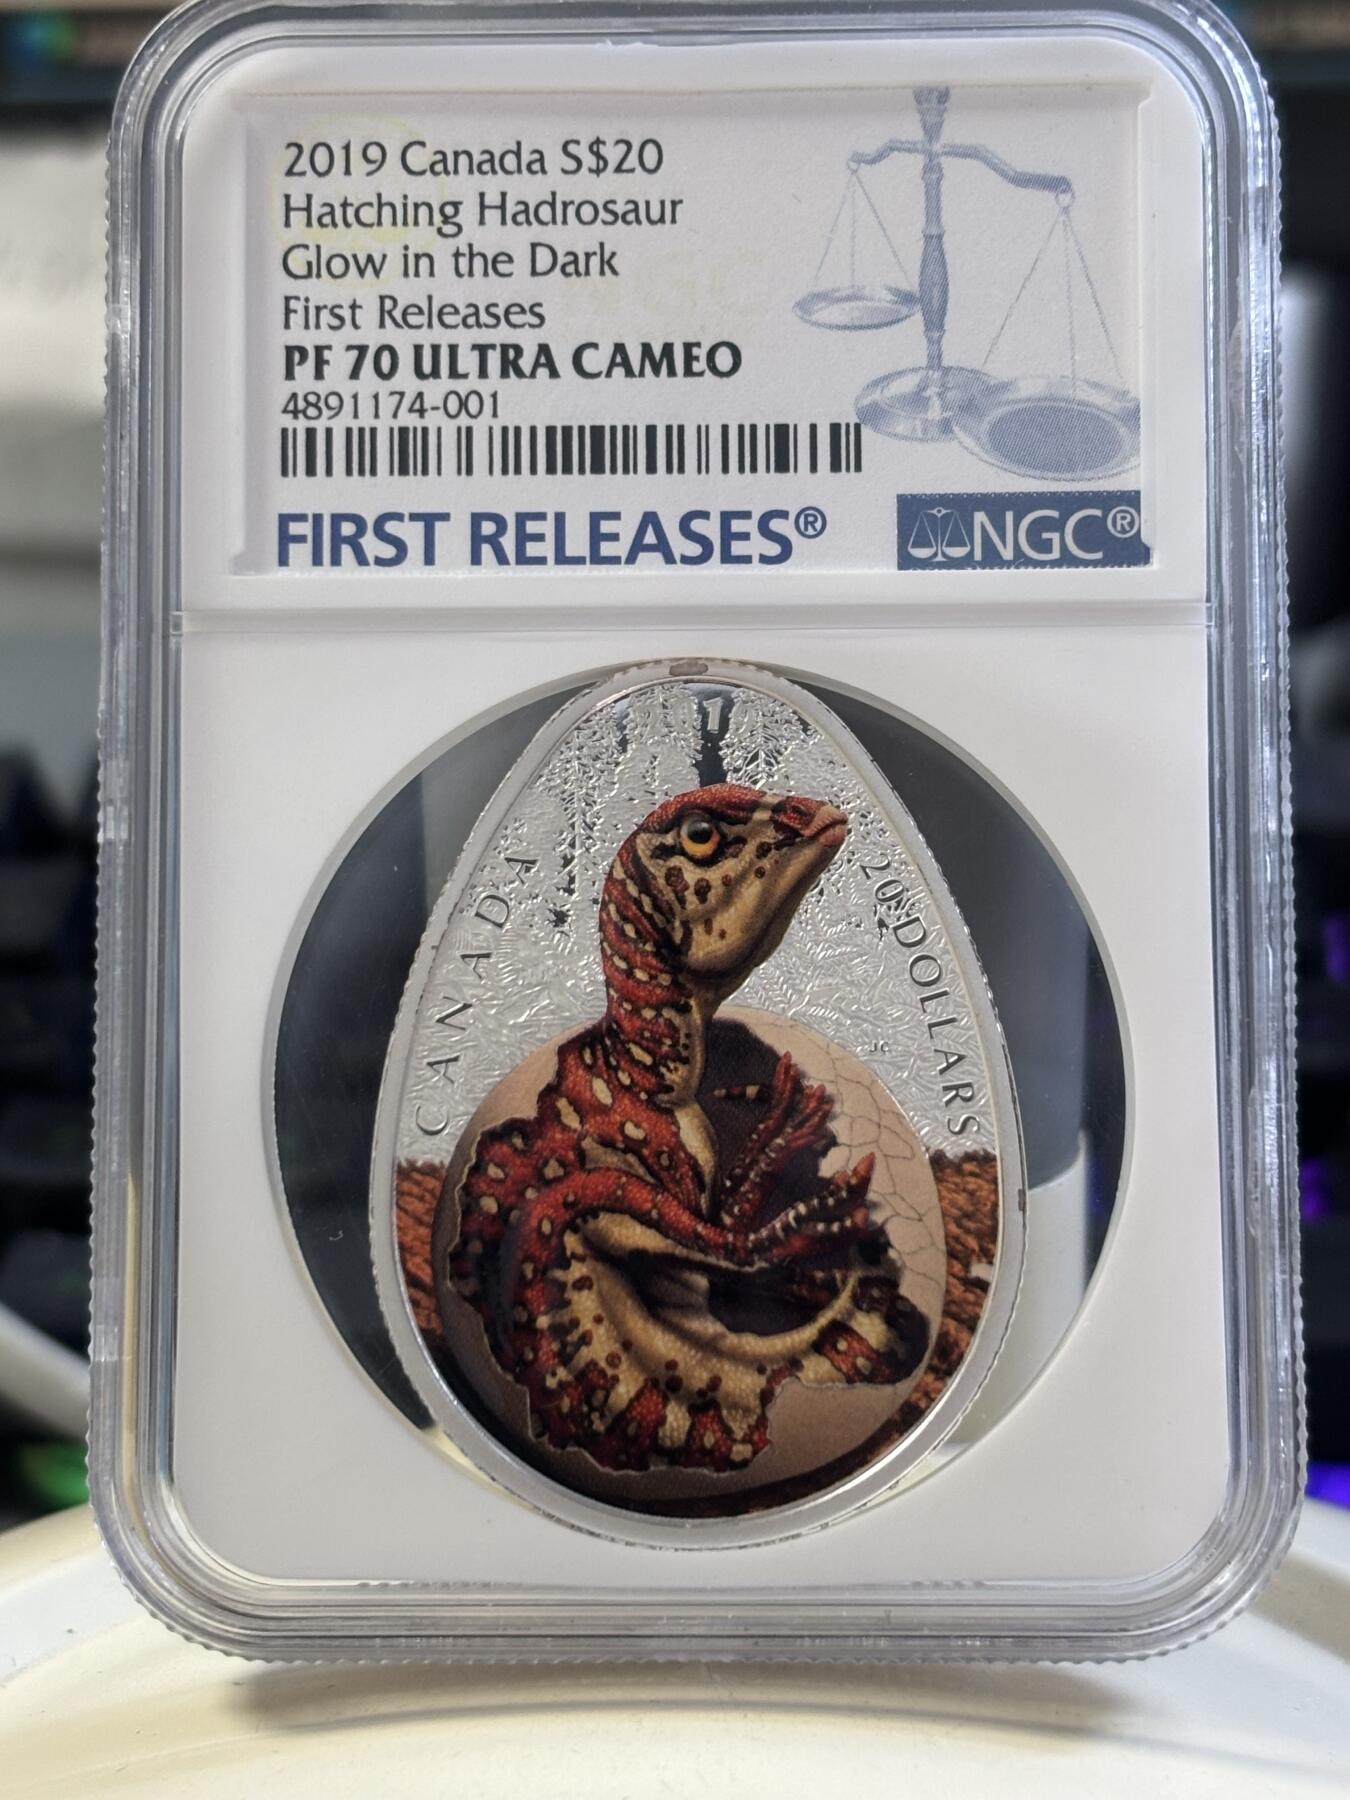 2019 Canada S$20
Hatching Hadrosaur
Glow in the Dark
First Releases
PF 70 ULTRA CAMEO
4891174-001
FIRST RELEASES®
NGC®
2019
CANADA
20 DOLLARS
JC